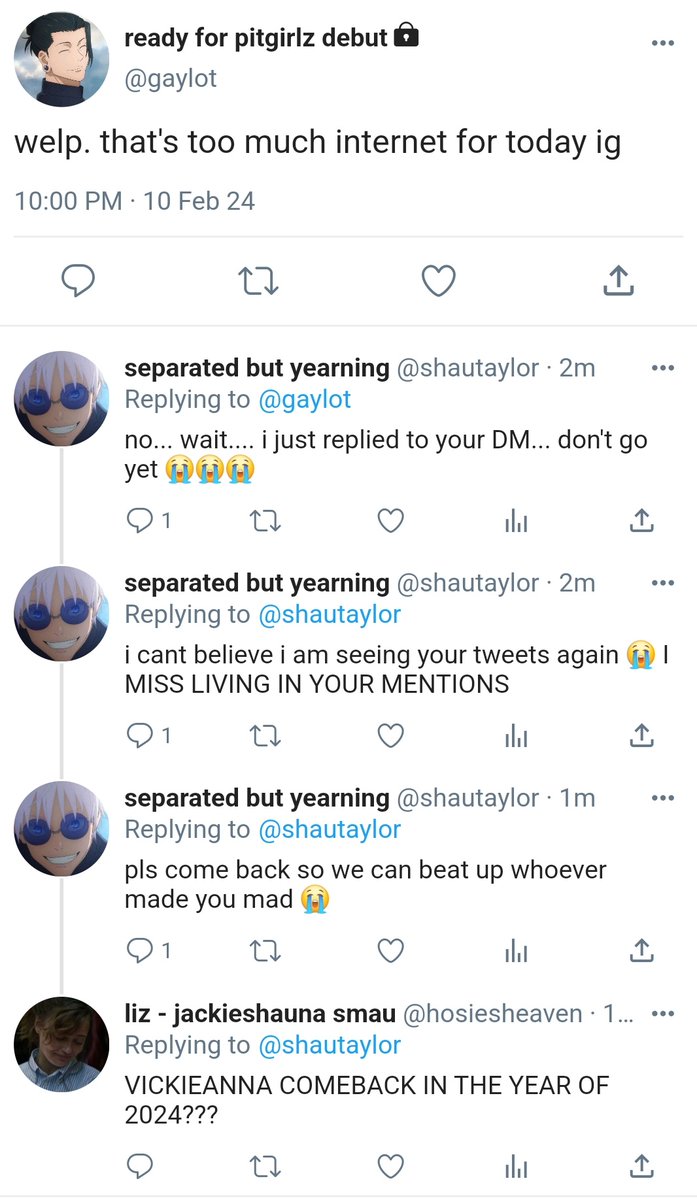 ready for pitgirlz debut
@gaylot
welp. that's too much internet for today ig
10:00 PM · 10 Feb 24
separated but yearning @shautaylor · 2m
Replying to @gaylot
no... wait.... i just replied to your DM... don't go
yet 😭😭😭
1
separated but yearning @shautaylor · 2m
Replying to @shautaylor
i cant believe i am seeing your tweets again 😭 I
MISS LIVING IN YOUR MENTIONS
1
separated but yearning @shautaylor · 1m
Replying to @shautaylor
pls come back so we can beat up whoever
made you mad 😭
1
liz - jackieshauna smau @hosiesheaven · 1...
Replying to @shautaylor
VICKIEANNA COMEBACK IN THE YEAR OF
2024???